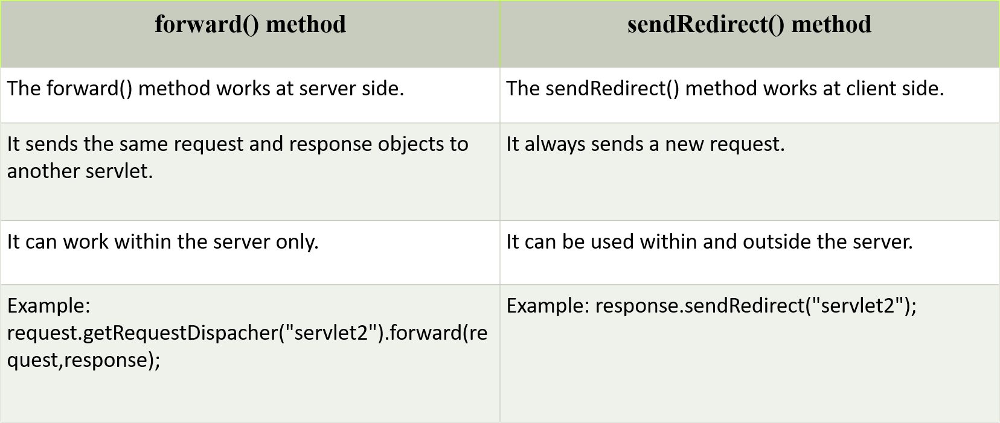 forward() method
sendRedirect() method
The forward() method works at server side.
The sendRedirect() method works at client side.
It sends the same request and response objects to
another servlet.
It always sends a new request.
It can work within the server only.
It can be used within and outside the server.
Example:
request.getRequestDispacher("servlet2").forward(re
quest,response);
Example: response.sendRedirect("servlet2");